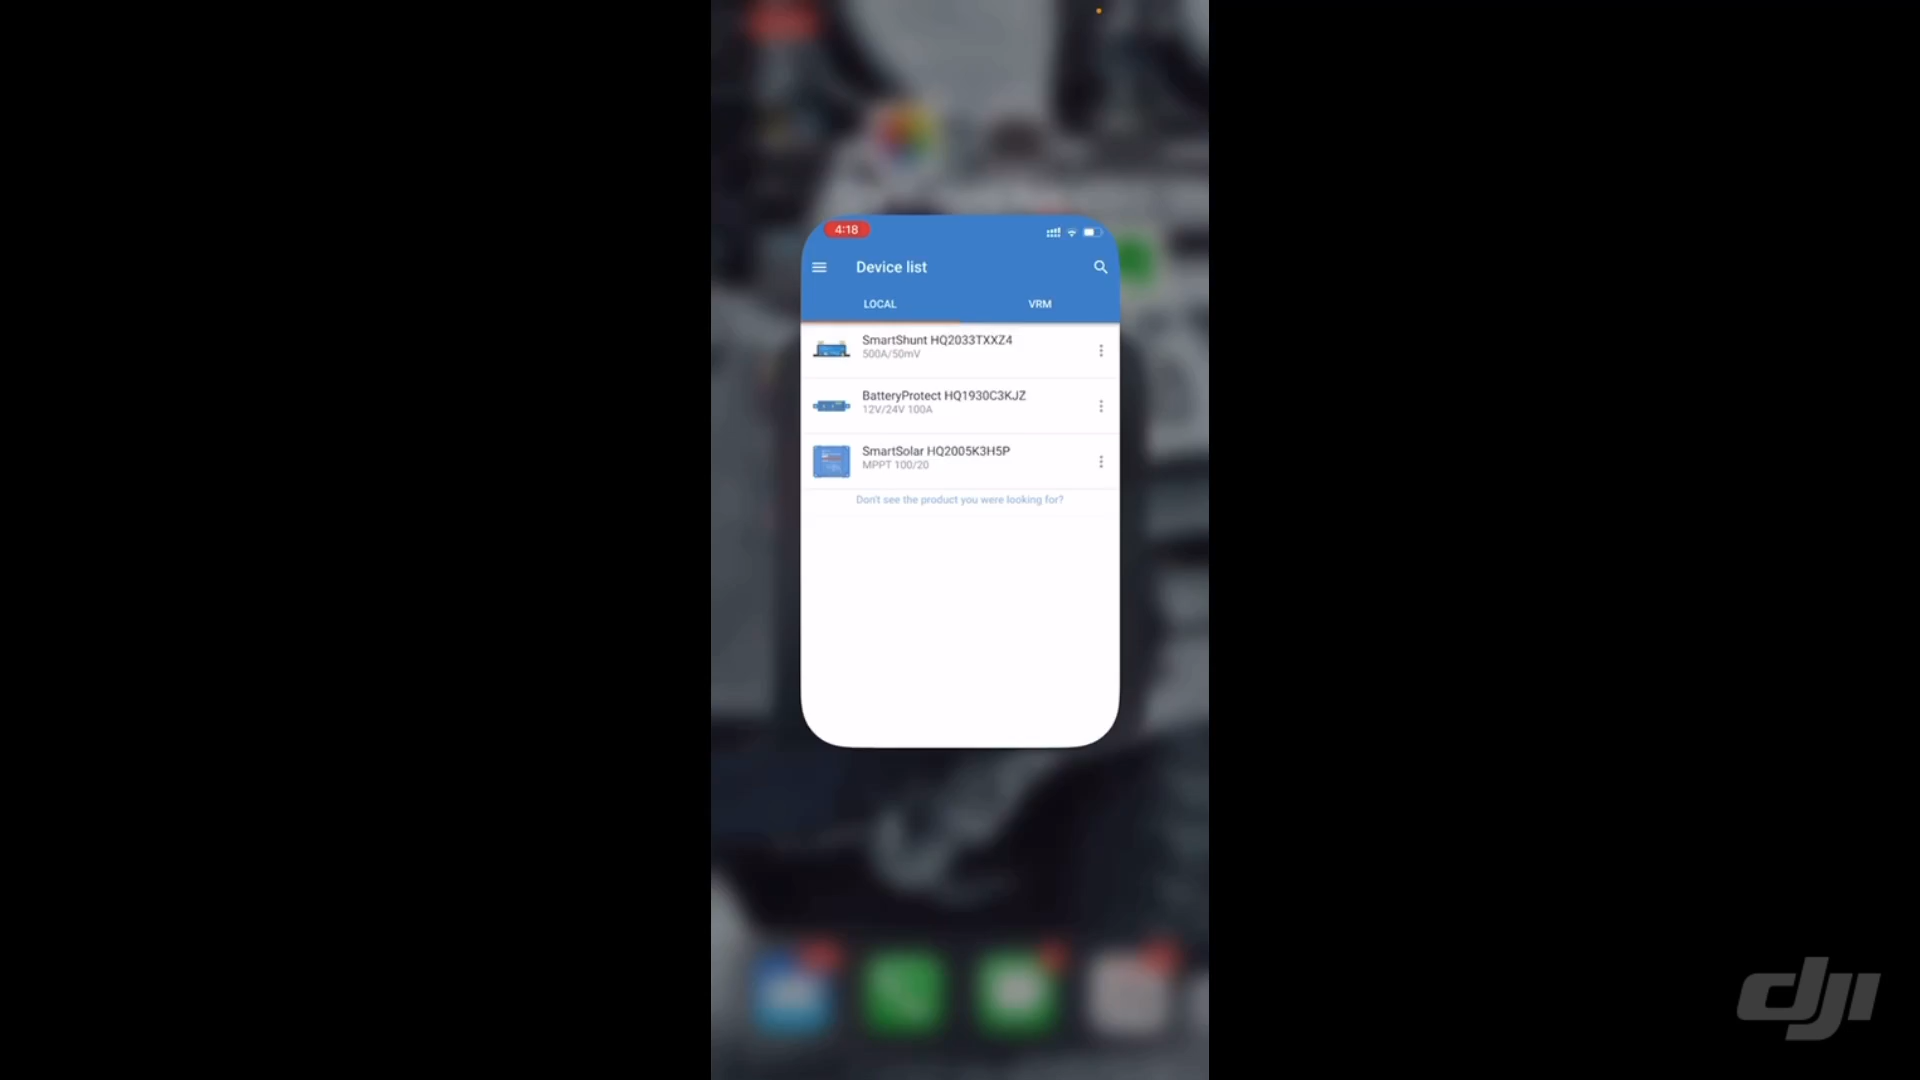 4:18
Device list
LOCAL
VRM
SmartShunt HQ2033TXXZ4
500A/50mV
BatteryProtect HQ1930C3KJZ
12V/24V 100A
SmartSolar HQ2005K3H5P
MPPT 100/20
Don't see the product you were looking for?
dji